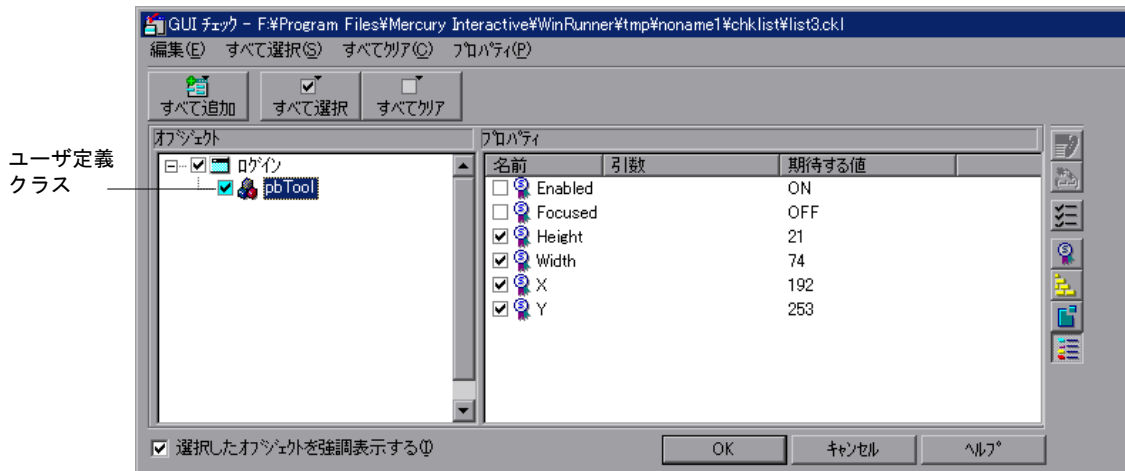 GUI ﾁｪｯｸ - F:¥Program Files¥Mercury Interactive¥WinRunner¥tmp¥noname1¥chklist¥list3.ckl
編集(E) すべて選択(S) すべてｸﾘｱ(C) ﾌﾟﾛﾊﾟﾃｨ(P)
すべて追加 すべて選択 すべてｸﾘｱ
ｵﾌﾞｼﾞｪｸﾄ
ﾌﾟﾛﾊﾟﾃｨ
ユーザ定義
クラス
ﾛｸﾞｲﾝ
pbTool
名前 引数 期待する値
Enabled ON
Focused OFF
Height 21
Width 74
X 192
Y 253
選択したｵﾌﾞｼﾞｪｸﾄを強調表示する(I)
OK ｷｬﾝｾﾙ ﾍﾙﾌﾟ